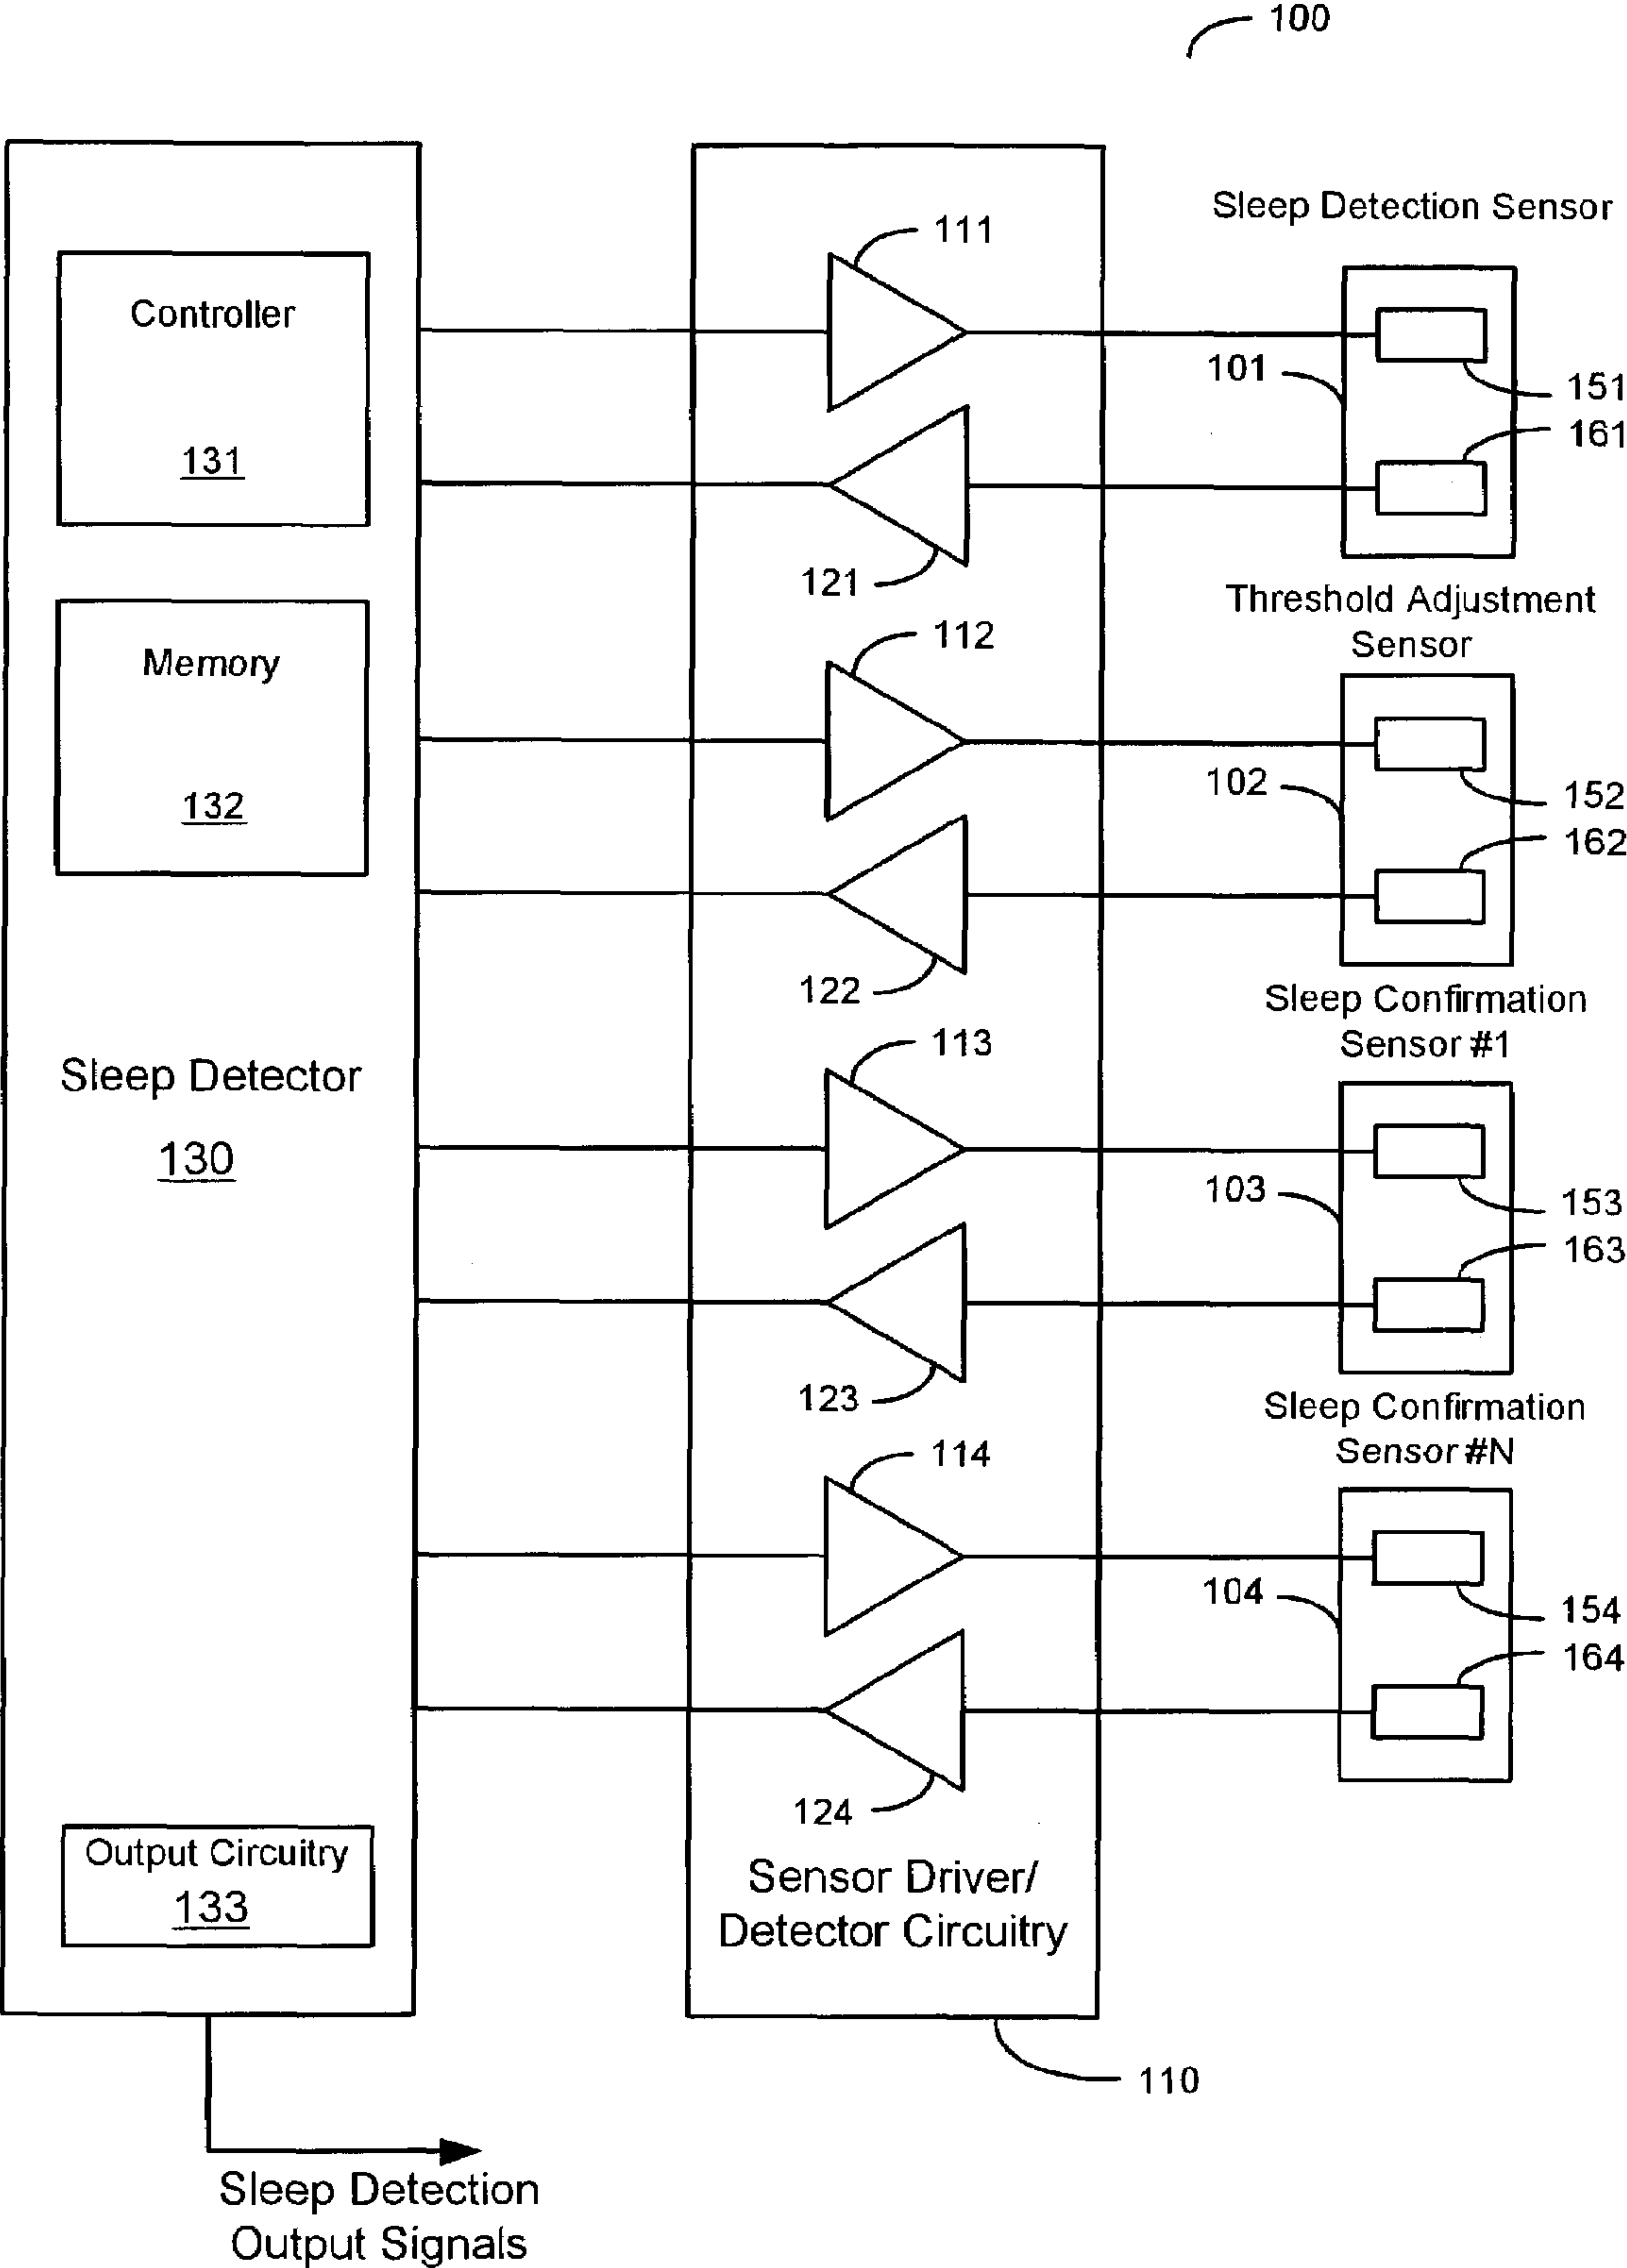 100
Sleep Detection Sensor
111
Controller
131
101
151
161
121
Threshold Adjustment
Sensor
112
Memory
132
102
152
162
122
Sleep Confirmation
Sensor #1
113
Sleep Detector
130
103
153
163
123
Sleep Confirmation
Sensor #N
114
104
154
164
124
Output Circuitry
133
Sensor Driver/
Detector Circuitry
110
Sleep Detection
Output Signals